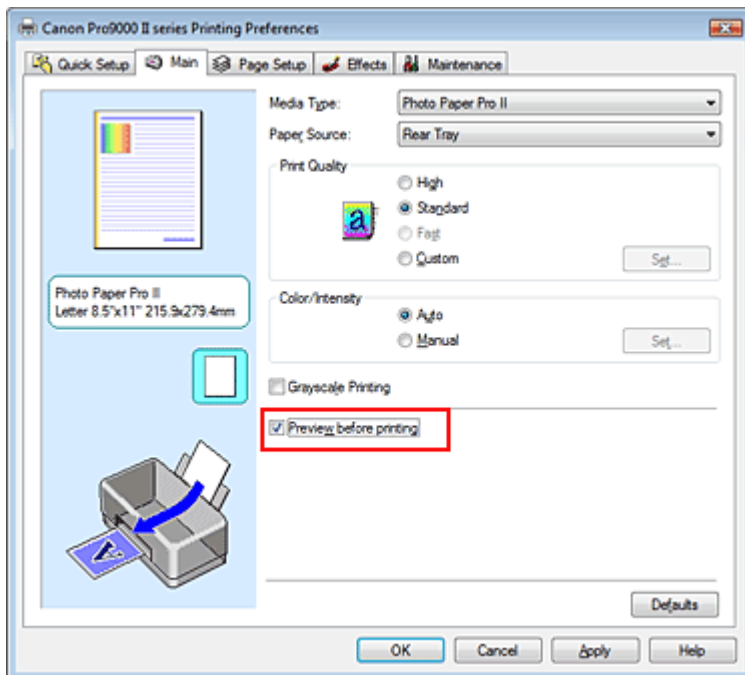 Canon Pro9000 II series Printing Preferences
Quick Setup Main Page Setup Effects Maintenance
Media Type: Photo Paper Pro II
Paper Source: Rear Tray
Print Quality
High
a
Standard
Fast
Custom Set...
Photo Paper Pro II
Letter 8.5"x11" 215.9x279.4mm
Color/Intensity
Auto
Manual Set...
Grayscale Printing
Preview before printing
A
Defaults
OK Cancel Apply Help